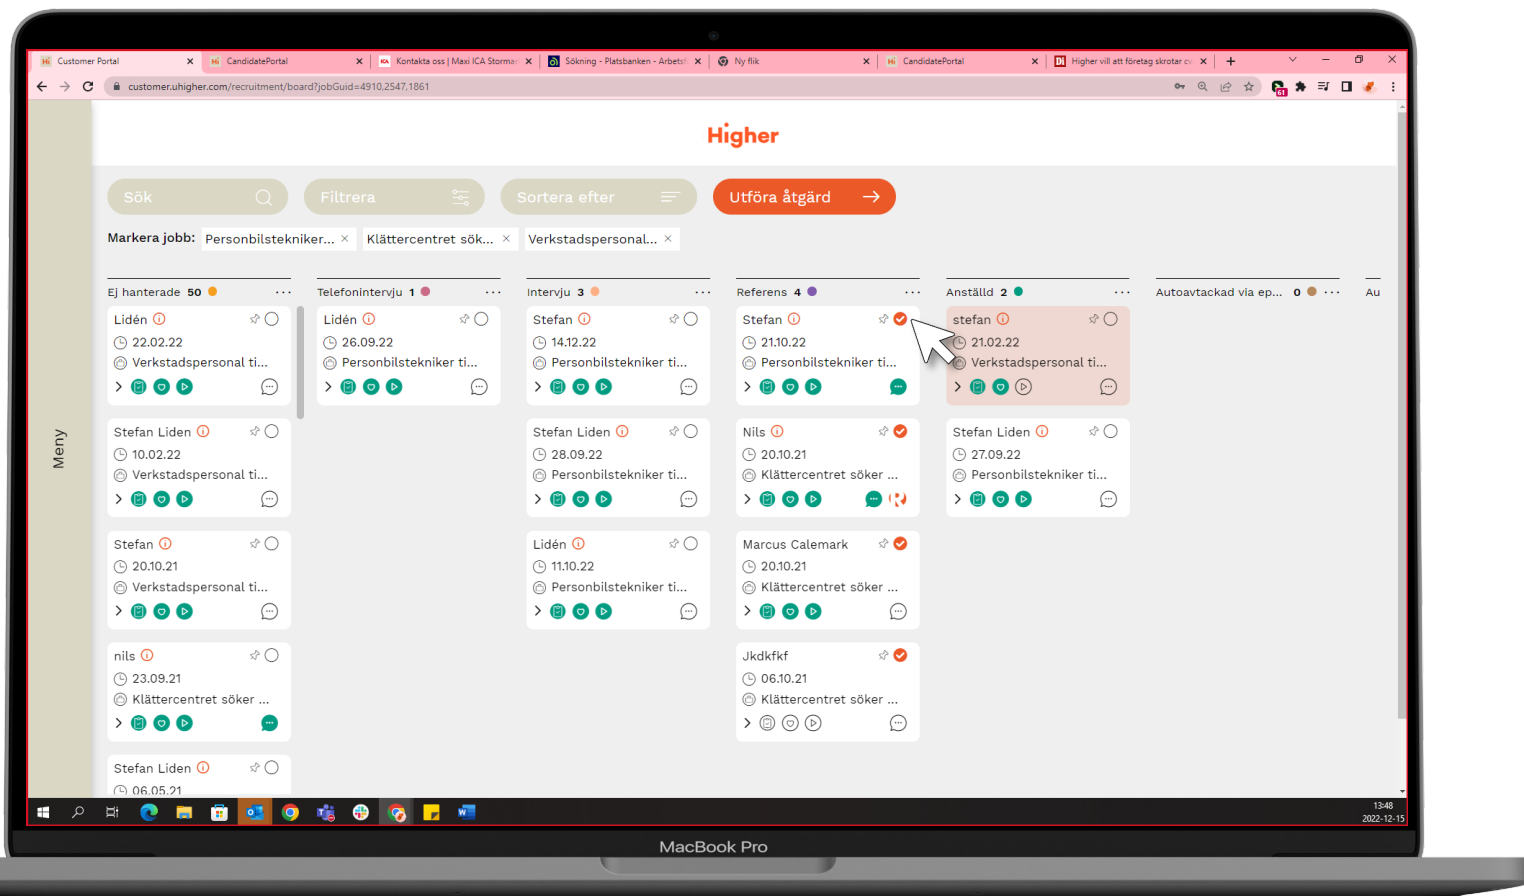 Customer Portal
CandidatePortal
Kontakta oss | Maxi ICA Stormar
Sökning - Platsbanken - Arbetsf
Ny flik
CandidatePortal
Higher vill att företag skrotar cv
customer.uhigher.com/recruitment/board?jobGuid=4910,2547,1861
61
Higher
Sök
Filtrera
Sortera efter
Utföra åtgärd
Markera jobb:
Personbilstekniker...
Klättercentret sök...
Verkstadspersonal...
Meny
Ej hanterade 50
Lidén
22.02.22
Verkstadspersonal ti...
Stefan Liden
10.02.22
Verkstadspersonal ti...
Stefan
20.10.21
Verkstadspersonal ti...
nils
23.09.21
Klättercentret söker ...
Stefan Liden
06.05.21
Telefonintervju 1
Lidén
26.09.22
Personbilstekniker ti...
Intervju 3
Stefan
14.12.22
Personbilstekniker ti...
Stefan Liden
28.09.22
Personbilstekniker ti...
Lidén
11.10.22
Personbilstekniker ti...
Referens 4
Stefan
21.10.22
Personbilstekniker ti...
Nils
20.10.21
Klättercentret söker ...
Marcus Calemark
20.10.21
Klättercentret söker ...
Jkdkfkf
06.10.21
Klättercentret söker ...
Anställd 2
stefan
21.02.22
Verkstadspersonal ti...
Stefan Liden
27.09.22
Personbilstekniker ti...
Autoavtackad via ep... 0
Au
13:48
2022-12-15
MacBook Pro